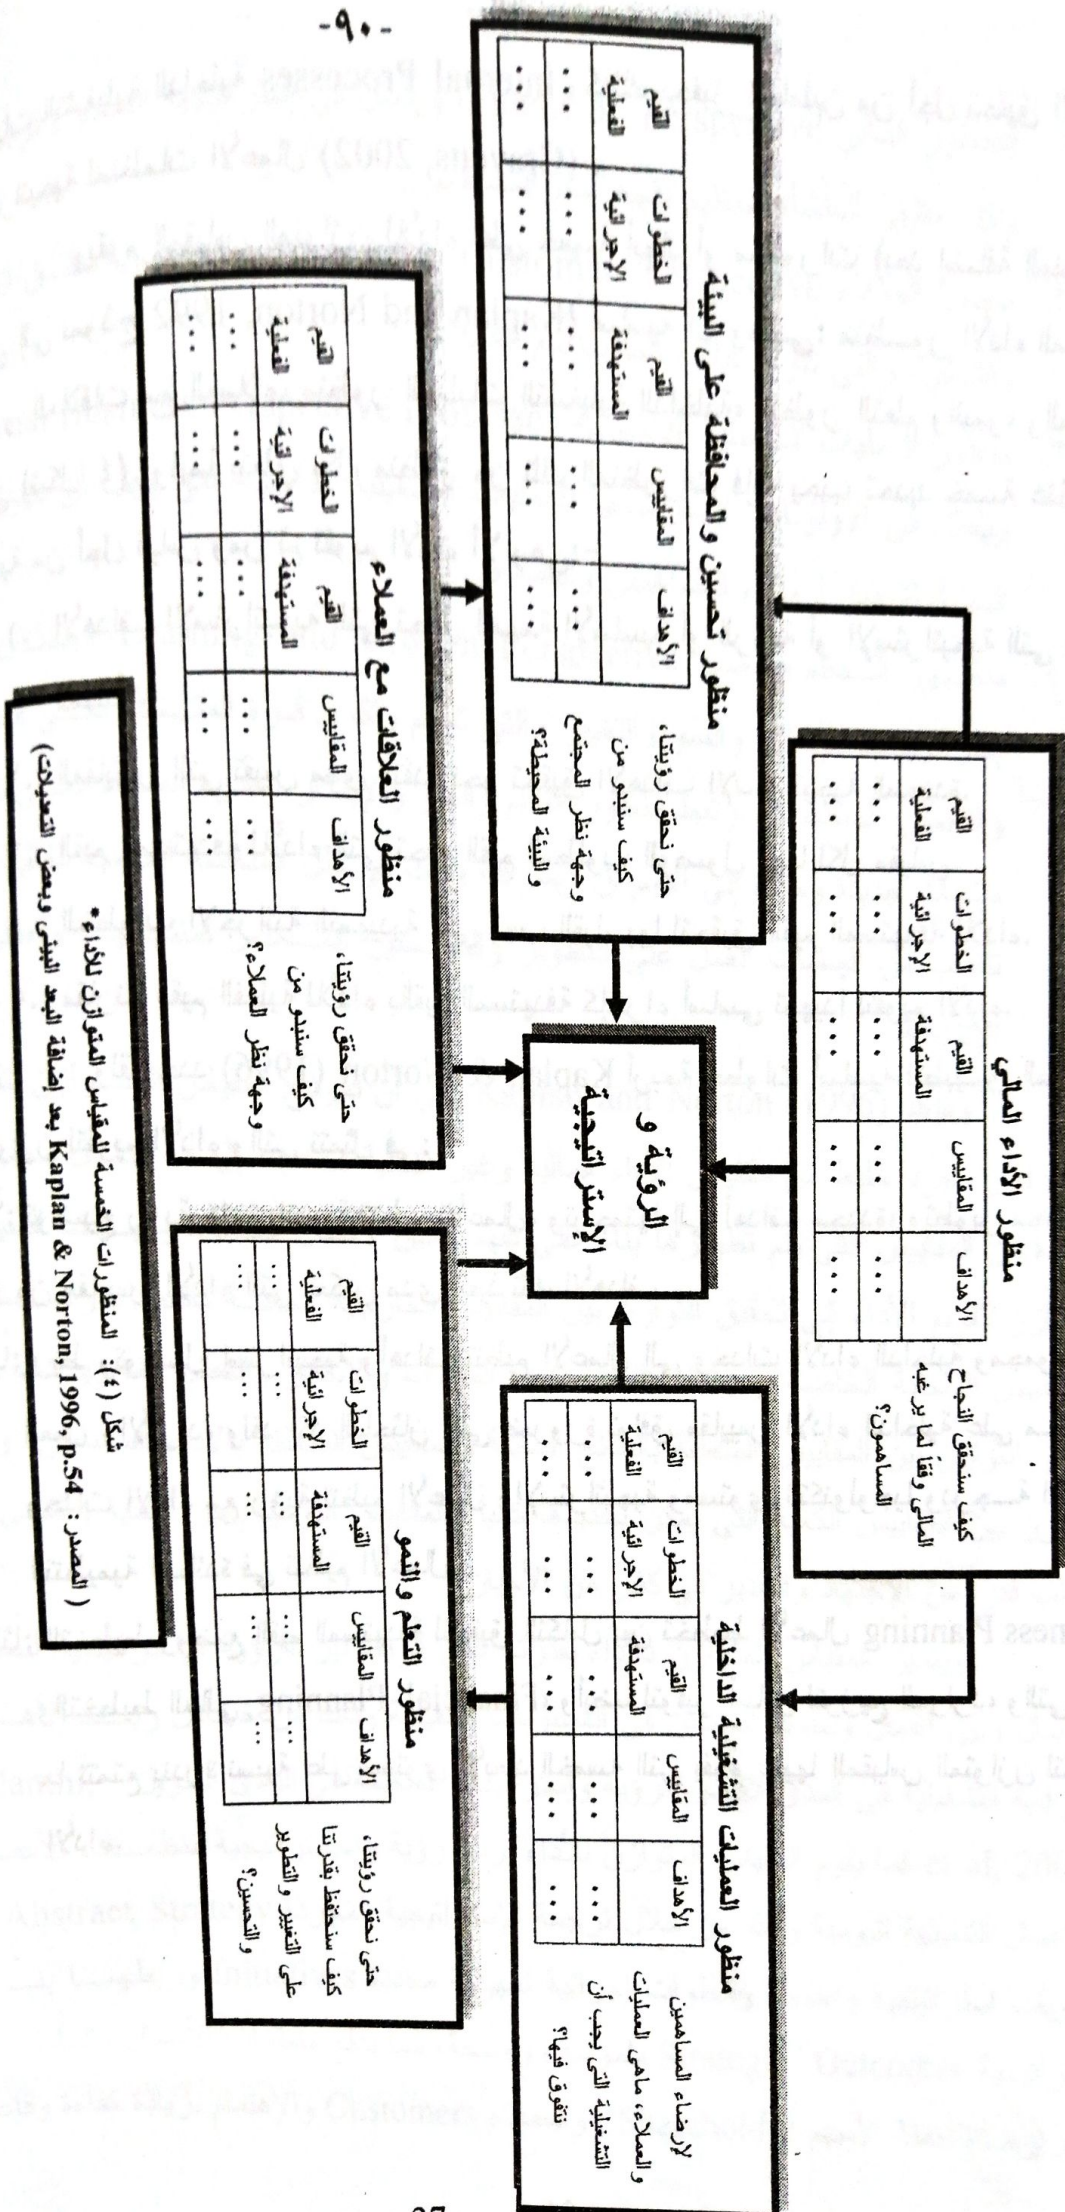 -٩٠-
منظور الأداء المالي
كيف سنحقق النجاح
المالى وفقاً لما يرغبه
المساهمون؟
الأهداف المقاييس القيم المستهدفة الخطوات الإجرائية القيم الفعلية
... ... ... ... ...
... ... ... ... ...
منظور تحسين والمحافظة على البيئة
حتى نحقق رؤيتنا،
كيف سنبدو من
وجهة نظر المجتمع
والبيئة المحيطة؟
الأهداف المقاييس القيم المستهدفة الخطوات الإجرائية القيم الفعلية
... ... ... ... ...
... ... ... ... ...
الرؤية و
الإستراتيجية
منظور العمليات التشغيلية الداخلية
لإرضاء المساهمين
والعملاء، ماهى العمليات
التشغيلية التى يجب أن
نتفوق فيها؟
الأهداف المقاييس القيم المستهدفة الخطوات الإجرائية القيم الفعلية
... ... ... ... ...
... ... ... ... ...
منظور العلاقات مع العملاء
حتى نحقق رؤيتنا،
كيف سنبدو من
وجهة نظر العملاء؟
الأهداف المقاييس القيم المستهدفة الخطوات الإجرائية القيم الفعلية
... ... ... ... ...
... ... ... ... ...
منظور التعلم والنمو
حتى نحقق رؤيتنا،
كيف سنحتفظ بقدرتنا
على التغيير والتطوير
والتحسين؟
الأهداف المقاييس القيم المستهدفة الخطوات الإجرائية القيم الفعلية
... ... ... ... ...
... ... ... ... ...
شكل (٤): المنظورات الخمسة للمقياس المتوازن للأداء*
(المصدر: Kaplan & Norton, 1996, p.54 بعد إضافة البعد البيئى وبعض التعديلات)